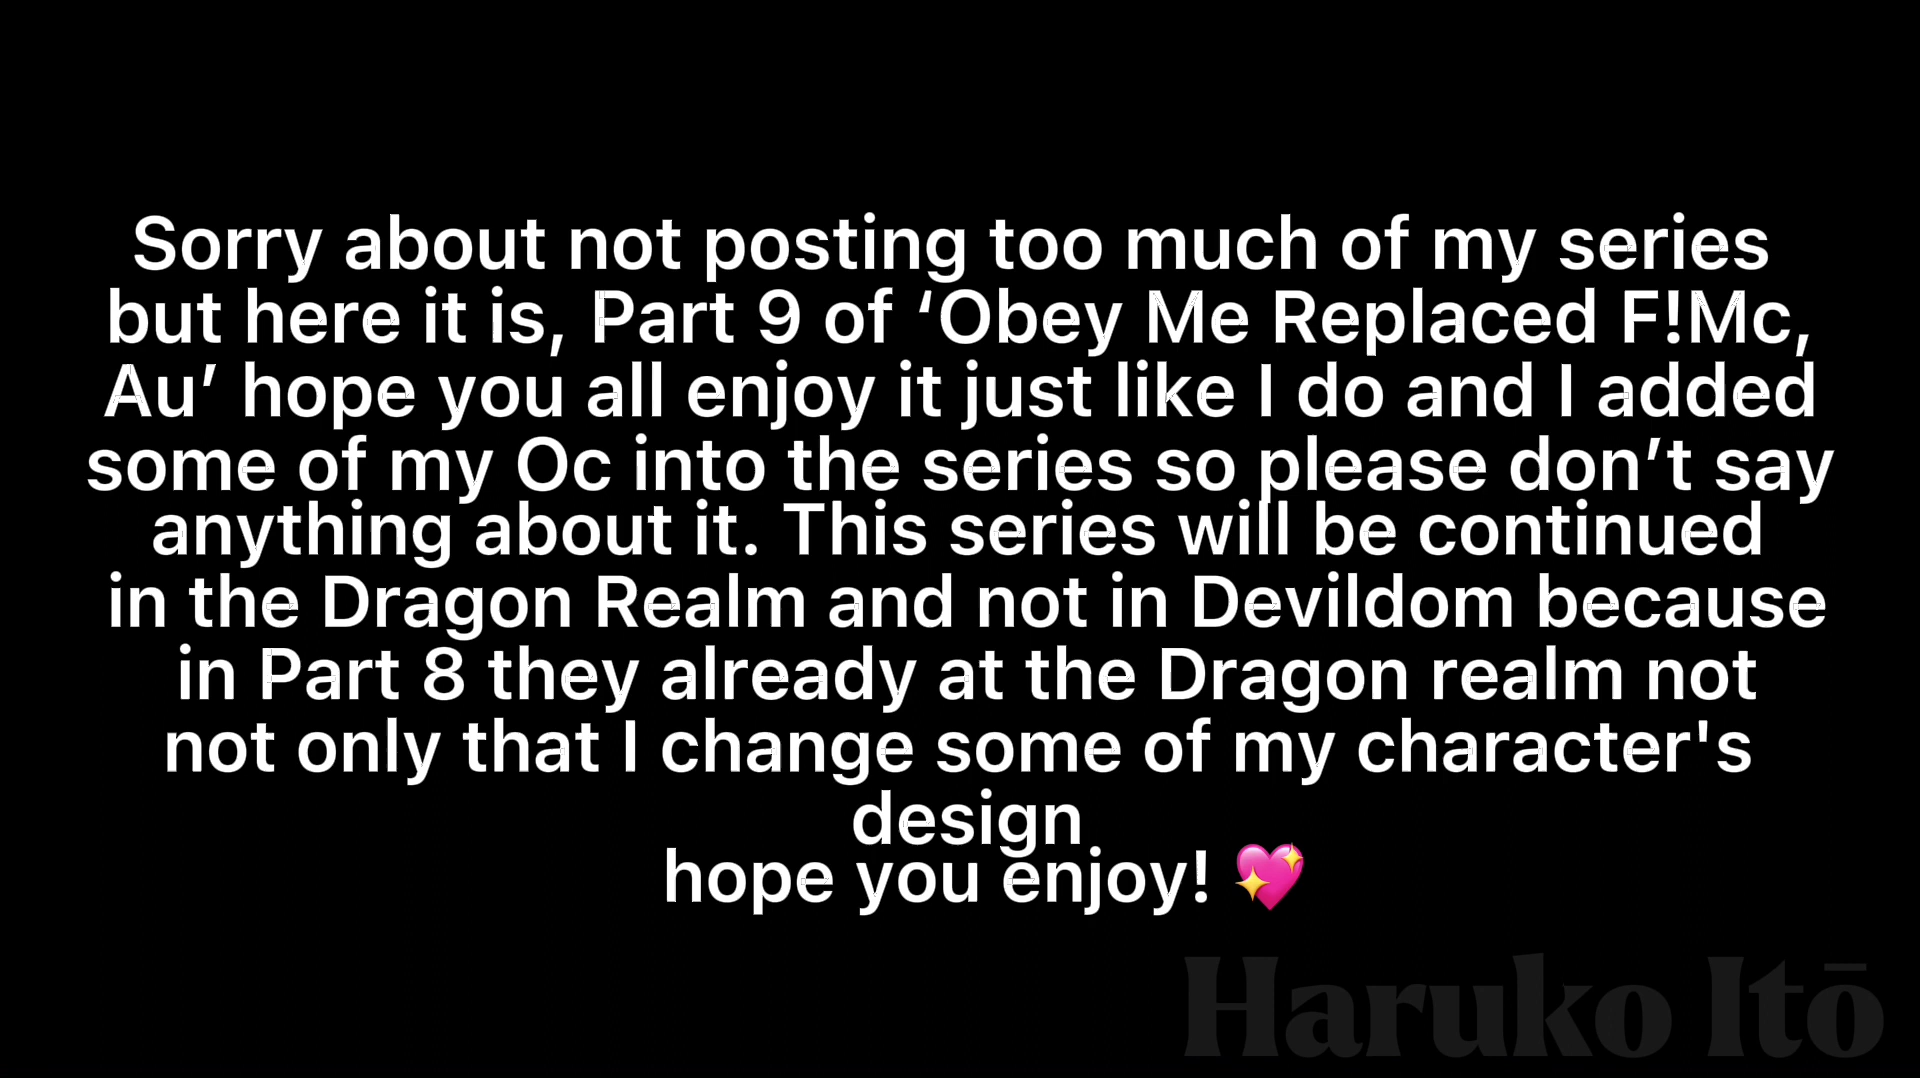 Sorry about not posting too much of my series
but here it is, Part 9 of ‘Obey Me Replaced F!Mc,
Au’ hope you all enjoy it just like I do and I added
some of my Oc into the series so please don’t say
anything about it. This series will be continued
in the Dragon Realm and not in Devildom because
in Part 8 they already at the Dragon realm not
not only that I change some of my character's
design
hope you enjoy! 💖
Haruko Itō